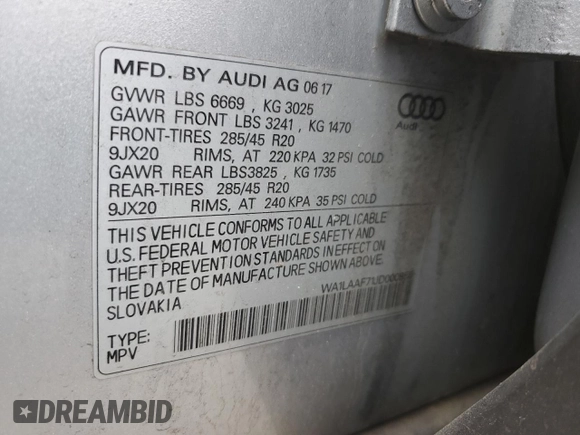 MFD. BY AUDI AG 06 17
GVWR LBS 6669 , KG 3025
GAWR FRONT LBS 3241 , KG 1470
FRONT-TIRES 285/45 R20
9JX20 RIMS, AT 220 KPA 32 PSI COLD
GAWR REAR LBS3825 , KG 1735
REAR-TIRES 285/45 R20
9JX20 RIMS, AT 240 KPA 35 PSI COLD
Audi
THIS VEHICLE CONFORMS TO ALL APPLICABLE
U.S. FEDERAL MOTOR VEHICLE SAFETY AND
THEFT PREVENTION STANDARDS IN EFFECT ON
THE DATE OF MANUFACTURE SHOWN ABOVE
SLOVAKIA
TYPE:
MPV
DREAMBID